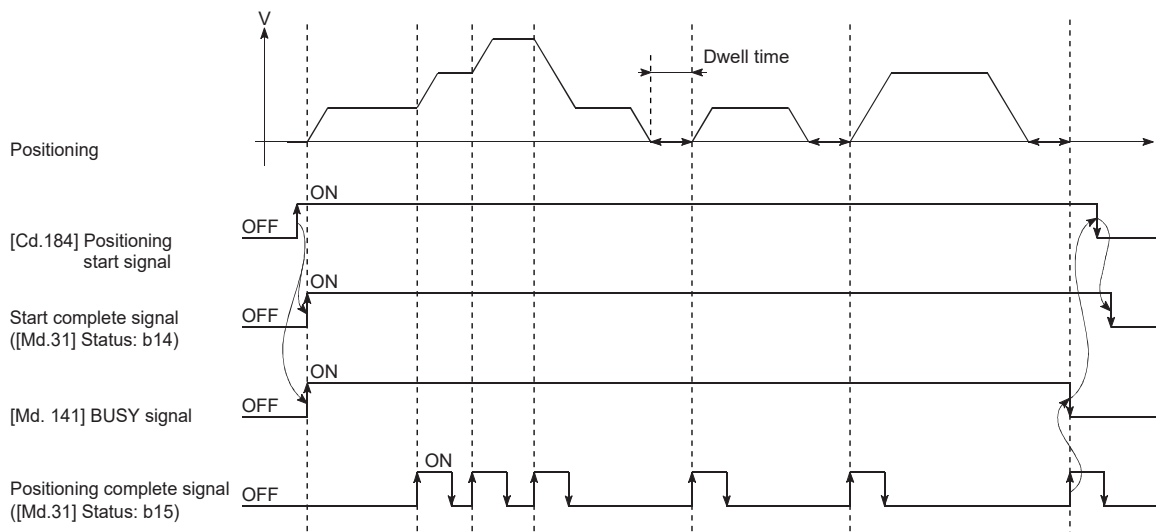 V
Dwell time
Positioning
ON
OFF
[Cd.184] Positioning
start signal
ON
OFF
Start complete signal
([Md.31] Status: b14)
ON
OFF
[Md. 141] BUSY signal
ON
OFF
Positioning complete signal
([Md.31] Status: b15)